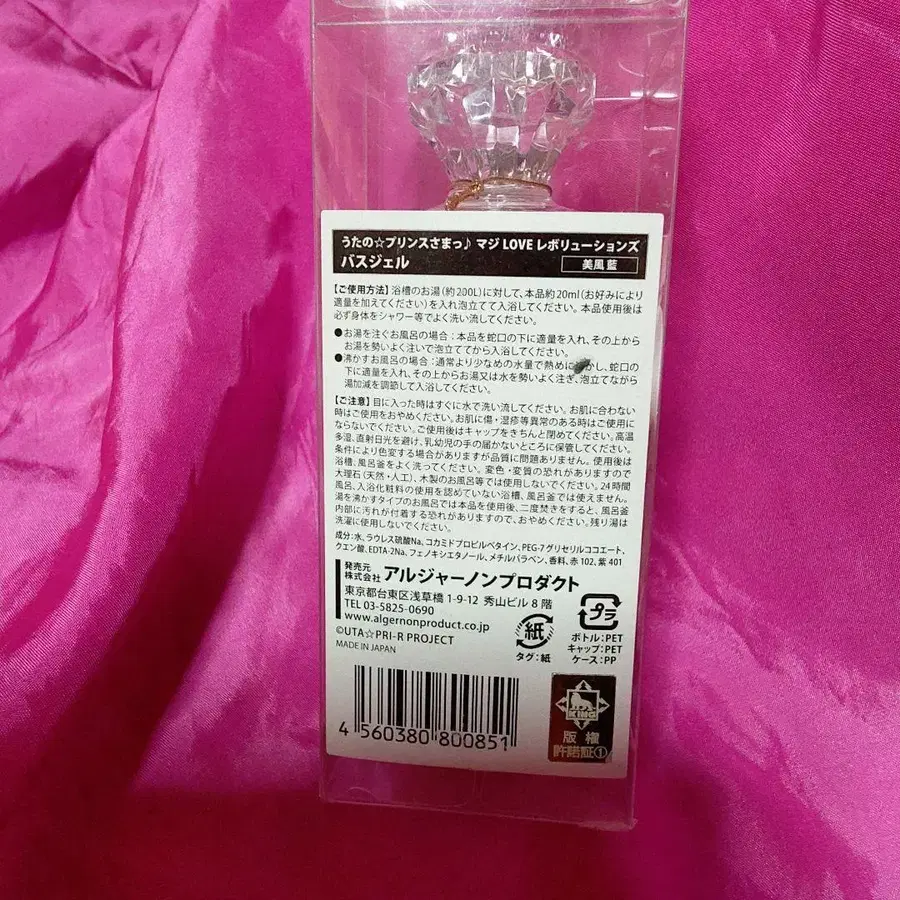 うたの☆プリンスさまっ♪ マジLOVE レボリューションズ
バスジェル
美風 藍
【ご使用方法】浴槽のお湯(約200L)に対して、本品約20ml(お好みにより
適量を加えてください)を入れ泡立てて入浴してください。本品使用後は
必ず身体をシャワー等でよく洗い流してください。
●お湯を注ぐお風呂の場合：本品を蛇口の下に適量を入れ、その上から
お湯を勢いよく注いで泡立ててから入浴してください。
●沸かすお風呂の場合：通常より少なめの水量で熱めに かし、蛇口の
下に適量を入れ、その上からお湯又は水を勢いよく注ぎ、泡立てながら
湯加減を調節して入浴してください。
【ご注意】目に入った時はすぐに水で洗い流してください。お肌に合わない
時はご使用をおやめください。お肌に傷・湿疹等異常のある時はご使用に
ならないでください。ご使用後はキャップをきちんと閉めてください。高温
多湿、直射日光を避け、乳幼児の手の届かないところに保管してください。
条件により色変する場合がありますが品質に問題ありません。使用後は
浴槽、風呂釜をよく洗ってください。変色・変質の恐れがありますので
大理石(天然・人工)、木製のお風呂等では使用しないでください。24時間
風呂、入浴化粧料の使用を認めていない浴槽、風呂釜では使えません。
湯を沸かすタイプのお風呂では本品を使用後、二度焚きをすると、風呂釜
内部に汚れが付着する恐れがありますので、おやめください。残り湯は
洗濯に使用しないでください。
成分：水、ラウレス硫酸Na、コカミドプロピルベタイン、PEG-7グリセリルココエート、
クエン酸、EDTA-2Na、フェノキシエタノール、メチルパラベン、香料、赤102、紫401
発売元
株式会社 アルジャーノンプロダクト
東京都台東区浅草橋 1-9-12 秀山ビル 8 階
TEL 03-5825-0690
www.algernonproduct.co.jp
©UTA☆PRI-R PROJECT
MADE IN JAPAN
紙
タグ：紙
プラ
ボトル：PET
キャップ：PET
ケース：PP
4 560380 800851
KING
版権
許諾証①